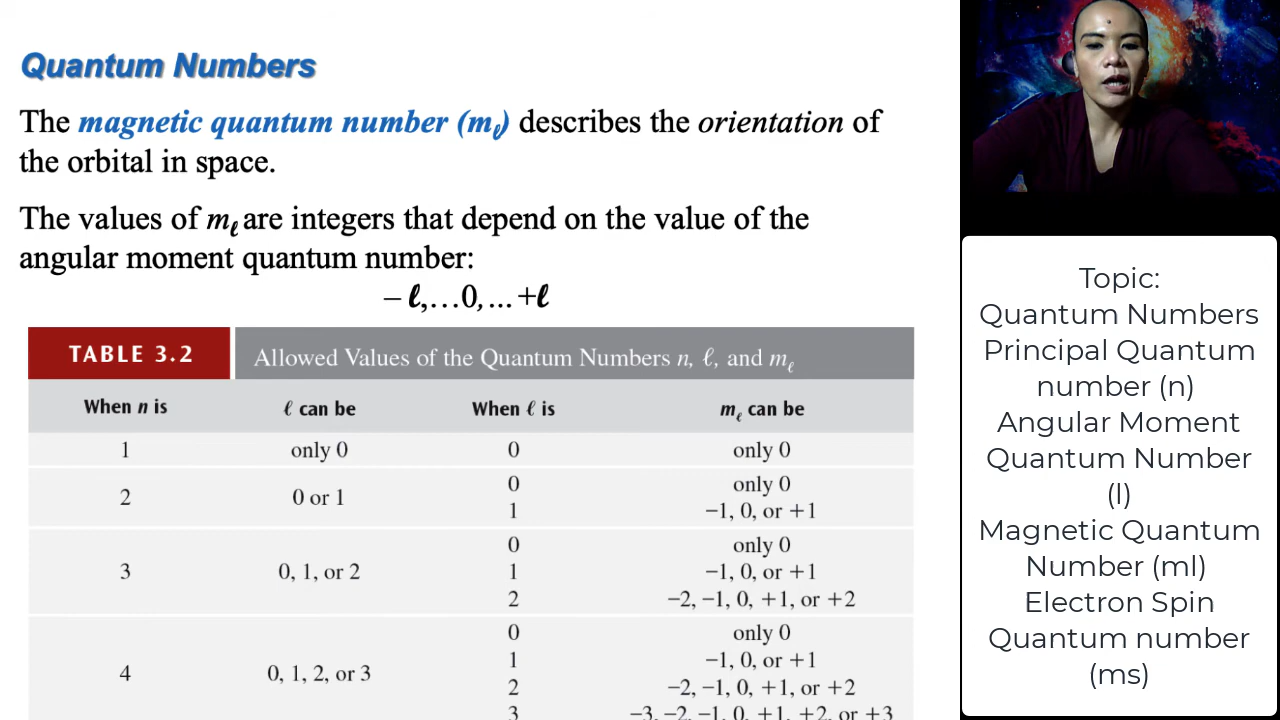 Quantum Numbers
The magnetic quantum number (mℓ) describes the orientation of
the orbital in space.
The values of mℓ are integers that depend on the value of the
angular moment quantum number:
– ℓ,…0,…+ℓ
TABLE 3.2 Allowed Values of the Quantum Numbers n, ℓ, and mℓ
When n is ℓ can be When ℓ is mℓ can be
1 only 0 0 only 0
2 0 or 1 0 only 0
1 −1, 0, or +1
3 0, 1, or 2 0 only 0
1 −1, 0, or +1
2 −2, −1, 0, +1, or +2
4 0, 1, 2, or 3 0 only 0
1 −1, 0, or +1
2 −2, −1, 0, +1, or +2
3 −3, −2, −1, 0, +1, +2, or +3
Topic:
Quantum Numbers
Principal Quantum
number (n)
Angular Moment
Quantum Number
(l)
Magnetic Quantum
Number (ml)
Electron Spin
Quantum number
(ms)